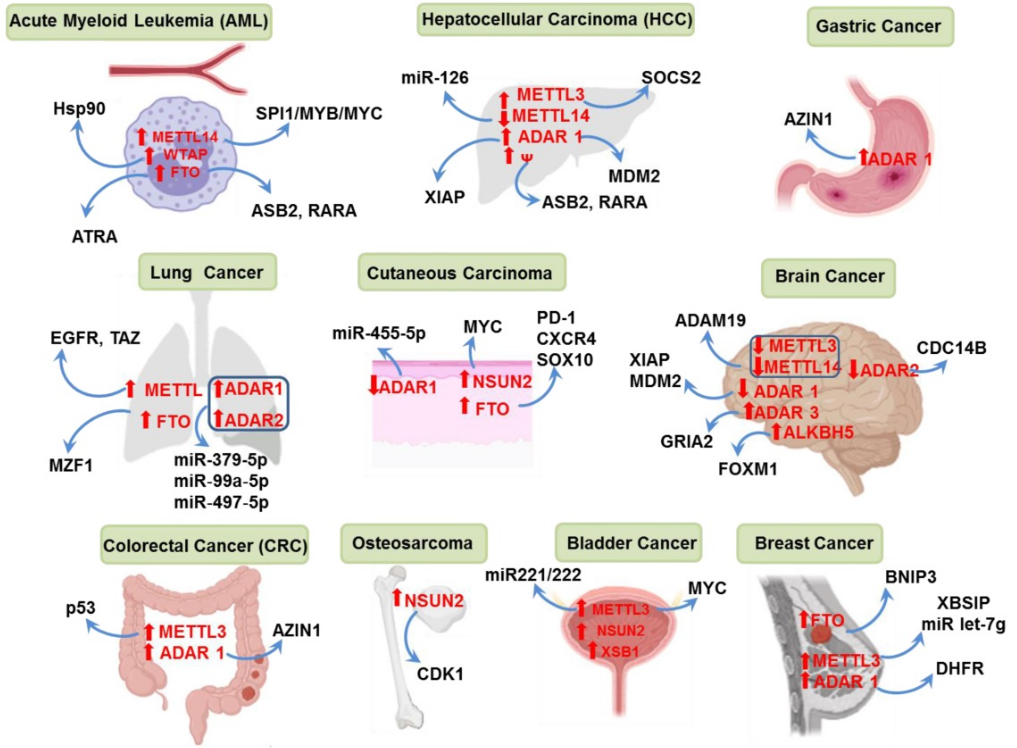 Acute Myeloid Leukemia (AML)
Hsp90
SPI1/MYB/MYC
METTL14
WTAP
FTO
ATRA
ASB2, RARA
Hepatocellular Carcinoma (HCC)
miR-126
SOCS2
METTL3
METTL14
ADAR 1
Ψ
XIAP
MDM2
ASB2, RARA
Gastric Cancer
AZIN1
ADAR 1
Lung Cancer
EGFR, TAZ
METTL
FTO
ADAR1
ADAR2
MZF1
miR-379-5p
miR-99a-5p
miR-497-5p
Cutaneous Carcinoma
miR-455-5p
MYC
PD-1
CXCR4
SOX10
ADAR1
NSUN2
FTO
Brain Cancer
ADAM19
METTL3
METTL14
ADAR2
CDC14B
XIAP
MDM2
ADAR 1
ADAR 3
ALKBH5
GRIA2
FOXM1
Colorectal Cancer (CRC)
p53
METTL3
ADAR 1
AZIN1
Osteosarcoma
NSUN2
CDK1
Bladder Cancer
miR221/222
MYC
METTL3
NSUN2
XSB1
Breast Cancer
BNIP3
FTO
XBSIP
miR let-7g
METTL3
ADAR 1
DHFR